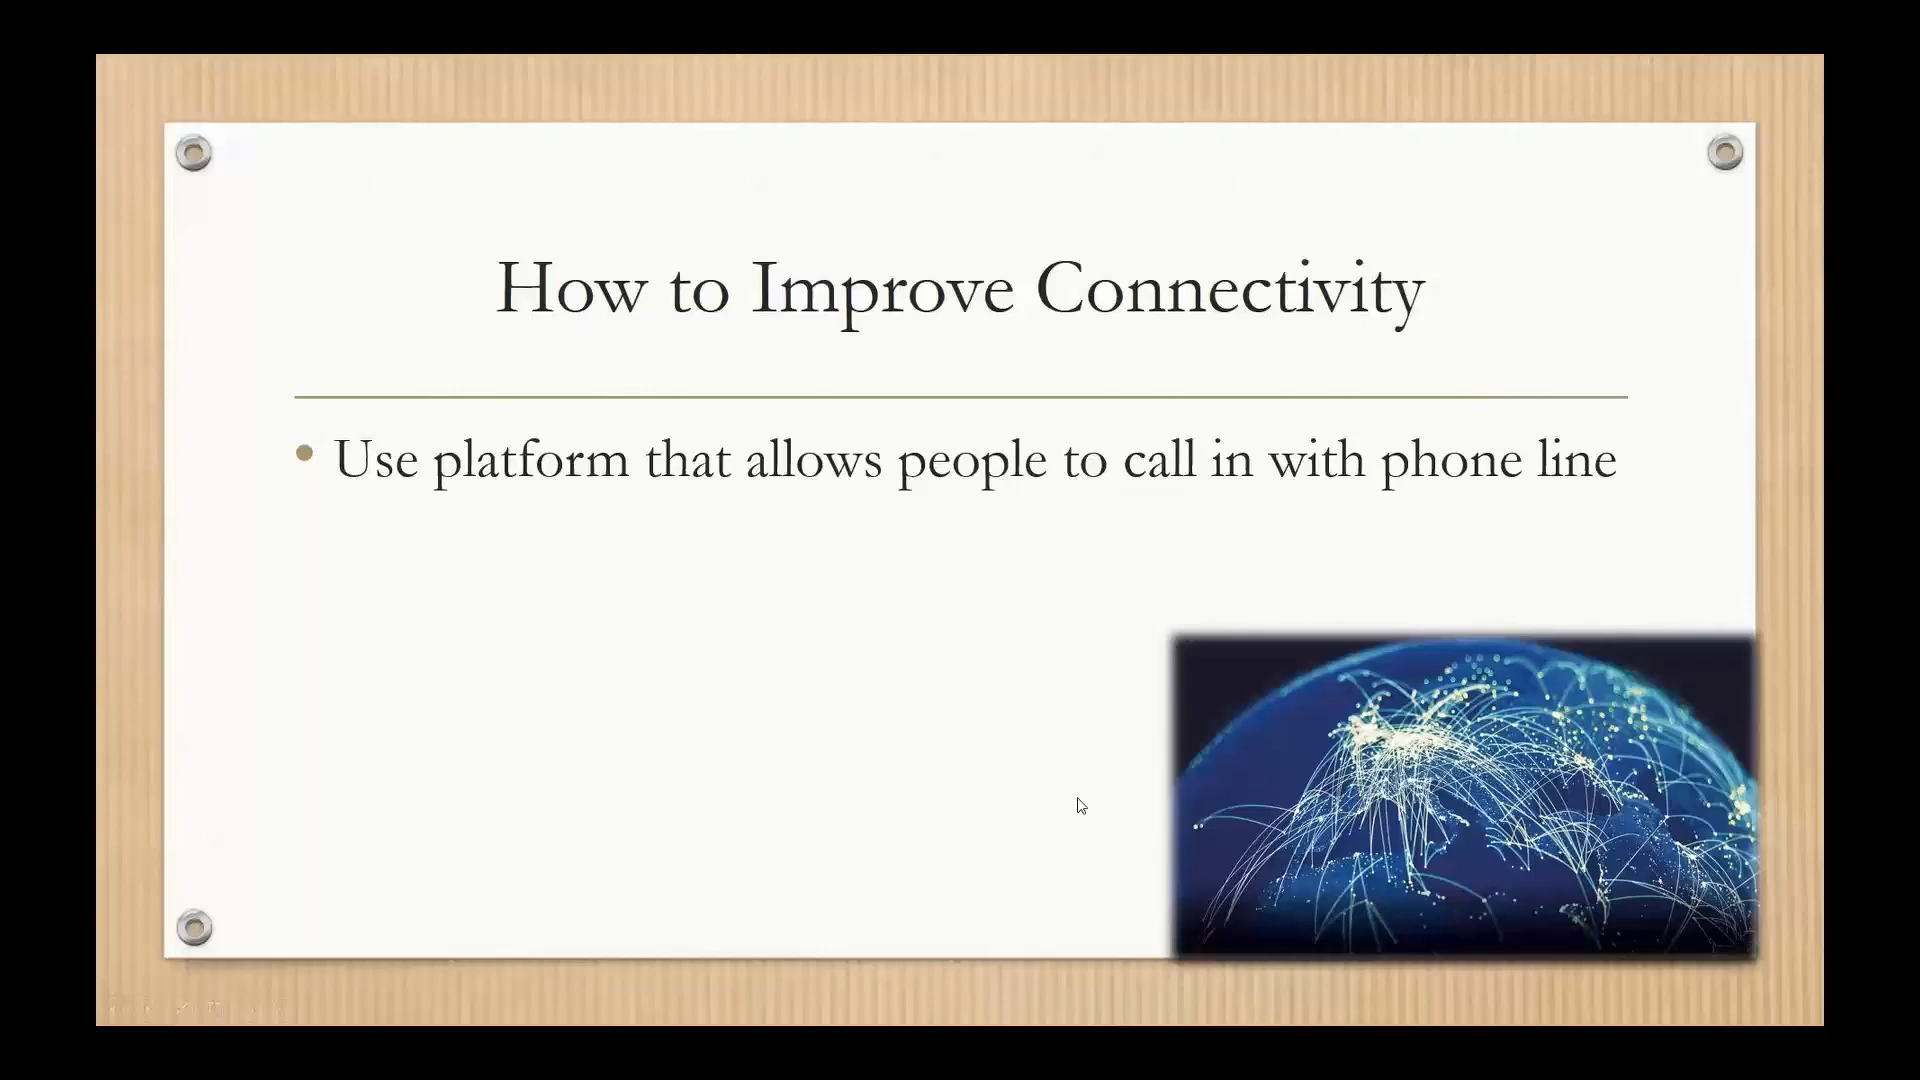 How to Improve Connectivity
• Use platform that allows people to call in with phone line